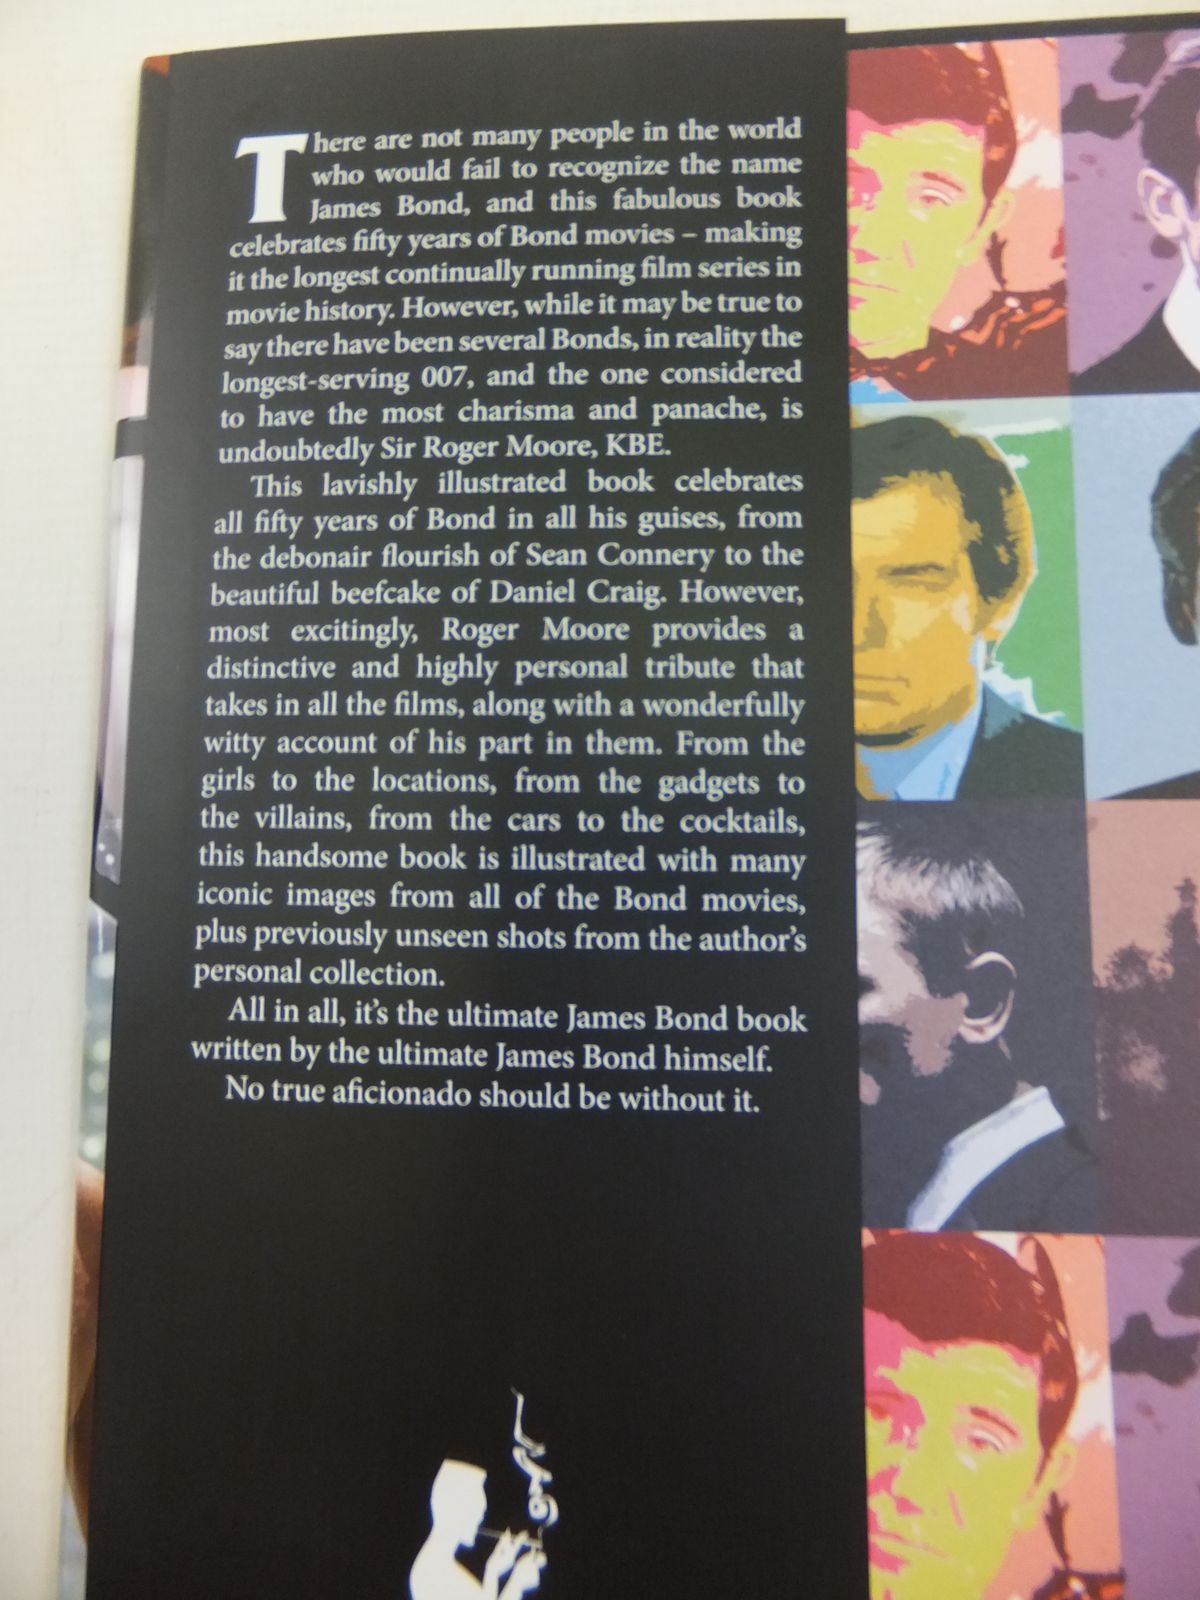 There are not many people in the world
who would fail to recognize the name
James Bond, and this fabulous book
celebrates fifty years of Bond movies – making
it the longest continually running film series in
movie history. However, while it may be true to
say there have been several Bonds, in reality the
longest-serving 007, and the one considered
to have the most charisma and panache, is
undoubtedly Sir Roger Moore, KBE.
This lavishly illustrated book celebrates
all fifty years of Bond in all his guises, from
the debonair flourish of Sean Connery to the
beautiful beefcake of Daniel Craig. However,
most excitingly, Roger Moore provides a
distinctive and highly personal tribute that
takes in all the films, along with a wonderfully
witty account of his part in them. From the
girls to the locations, from the gadgets to
the villains, from the cars to the cocktails,
this handsome book is illustrated with many
iconic images from all of the Bond movies,
plus previously unseen shots from the author's
personal collection.
All in all, it's the ultimate James Bond book
written by the ultimate James Bond himself.
No true aficionado should be without it.